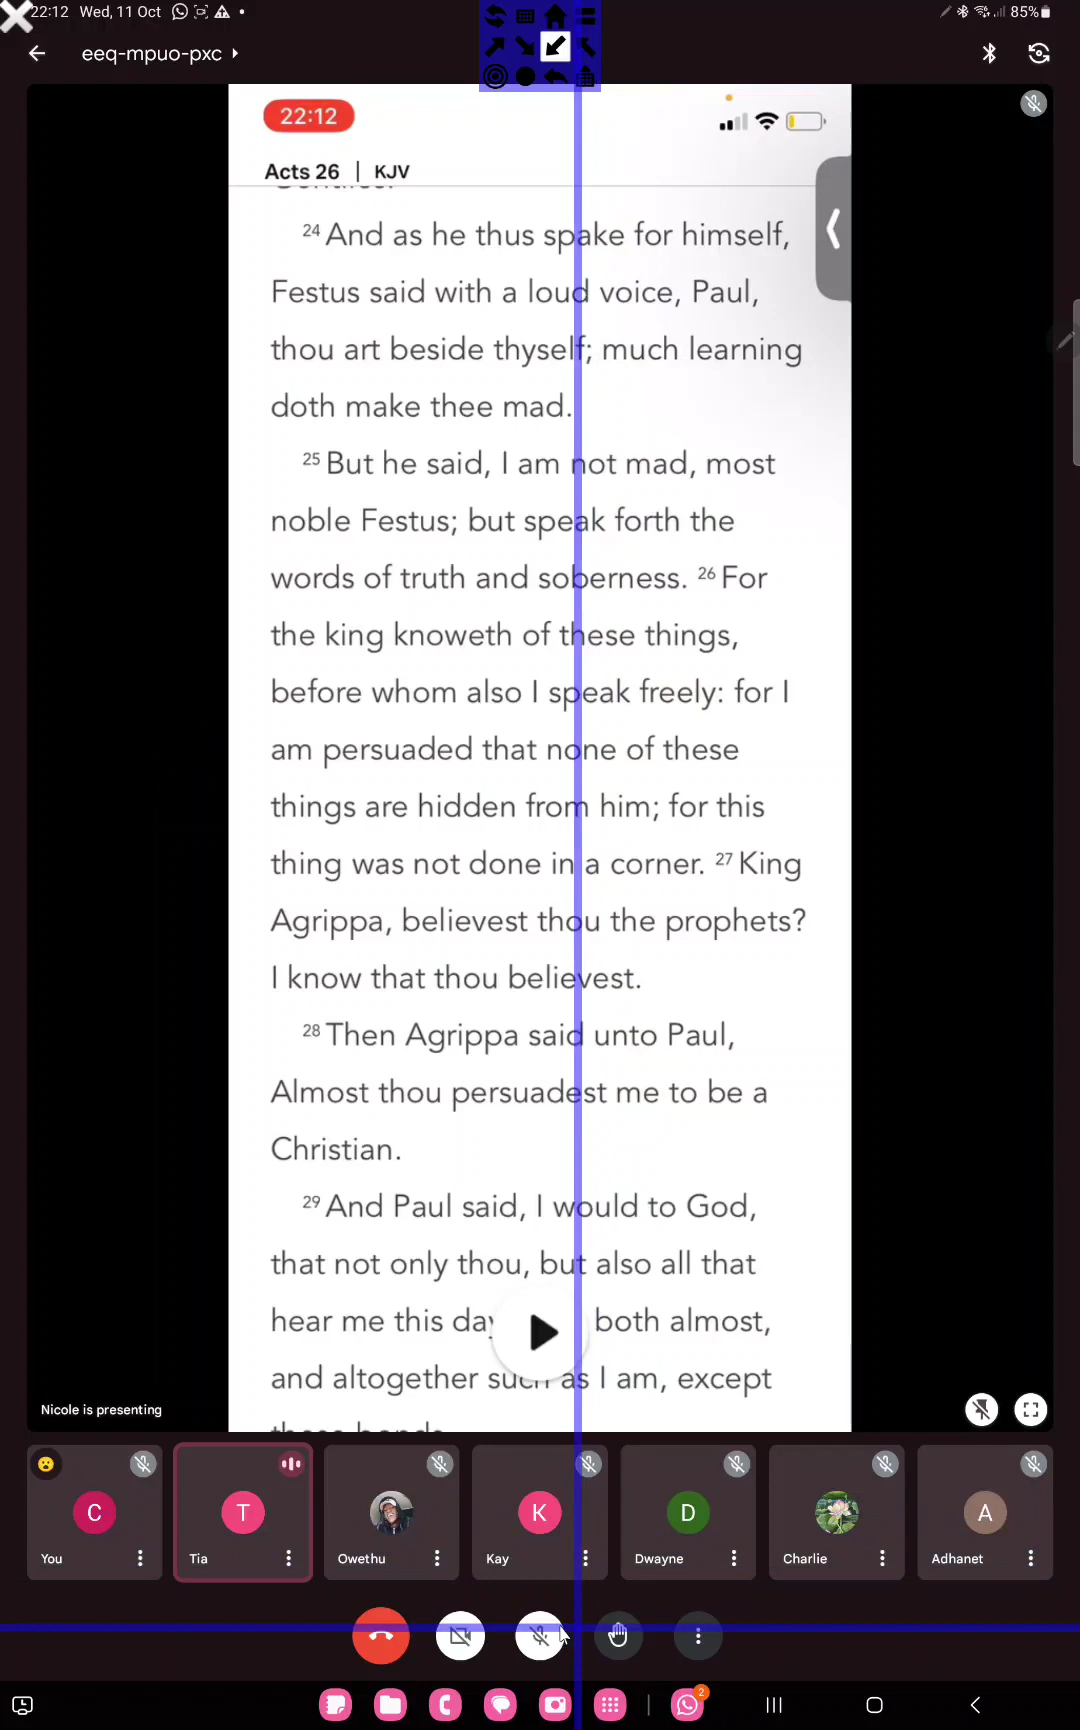 22:12 Wed, 11 Oct
85%
eeq-mpuo-pxc
22:12
Acts 26 | KJV
24 And as he thus spake for himself,
Festus said with a loud voice, Paul,
thou art beside thyself; much learning
doth make thee mad.
25 But he said, I am not mad, most
noble Festus; but speak forth the
words of truth and soberness. 26 For
the king knoweth of these things,
before whom also I speak freely: for I
am persuaded that none of these
things are hidden from him; for this
thing was not done in a corner. 27 King
Agrippa, believest thou the prophets?
I know that thou believest.
28 Then Agrippa said unto Paul,
Almost thou persuadest me to be a
Christian.
29 And Paul said, I would to God,
that not only thou, but also all that
hear me this day both almost,
and altogether such as I am, except
Nicole is presenting
C
T
K
D
A
You
Tia
Owethu
Kay
Dwayne
Charlie
Adhanet
2